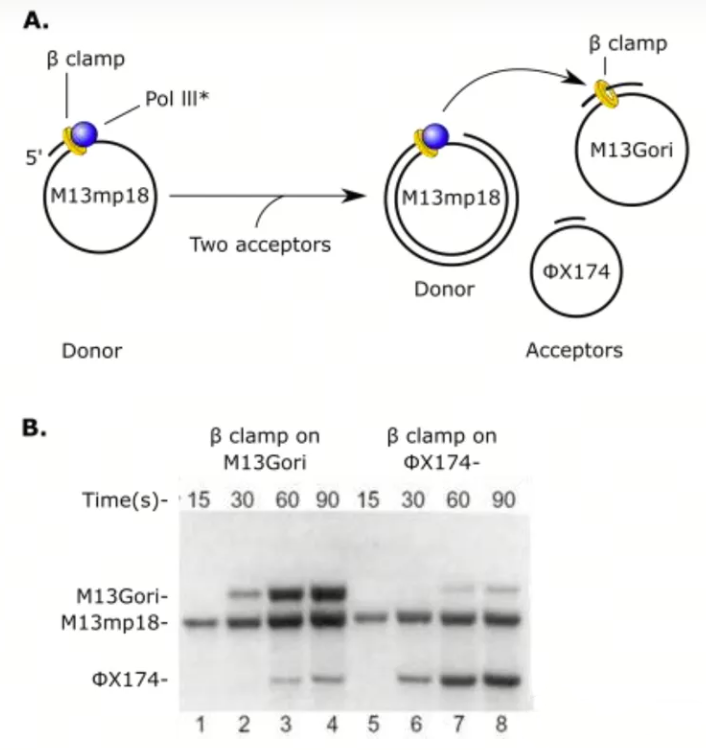 A.
β clamp
Pol III*
5'
M13mp18
Two acceptors
Donor
β clamp
M13Gori
M13mp18
ΦX174
Donor
Acceptors
B.
β clamp on
M13Gori
β clamp on
ΦX174-
Time(s)- 15 30 60 90 15 30 60 90
M13Gori-
M13mp18-
ΦX174-
1 2 3 4 5 6 7 8